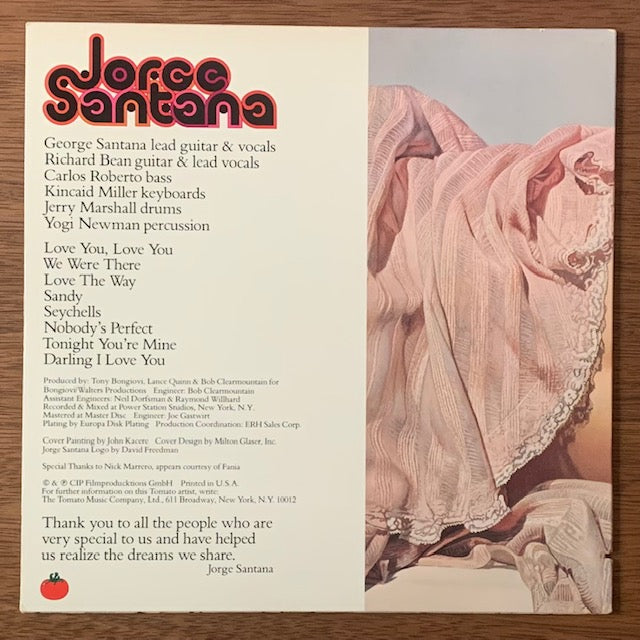 Jorge
Santana
George Santana lead guitar & vocals
Richard Bean guitar & lead vocals
Carlos Roberto bass
Kincaid Miller keyboards
Jerry Marshall drums
Yogi Newman percussion
Love You, Love You
We Were There
Love The Way
Sandy
Seychells
Nobody's Perfect
Tonight You're Mine
Darling I Love You
Produced by: Tony Bongiovi, Lance Quinn & Bob Clearmountain for
Bongiovi/Walters Productions Engineer: Bob Clearmountain
Assistant Engineers: Neil Dorfsman & Raymond Willhard
Recorded & Mixed at Power Station Studios, New York, N.Y.
Mastered at Master Disc Engineer: Joe Gastwirt
Plating by Europa Disk Plating Production Coordination: ERH Sales Corp.
Cover Painting by John Kacere Cover Design by Milton Glaser, Inc.
Jorge Santana Logo by David Freedman
Special Thanks to Nick Marrero, appears courtesy of Fania
© & ℗ CIP Filmproducktions GmbH Printed in U.S.A.
For further information on this Tomato artist, write:
The Tomato Music Company, Ltd., 611 Broadway, New York, N.Y. 10012
Thank you to all the people who are
very special to us and have helped
us realize the dreams we share.
Jorge Santana